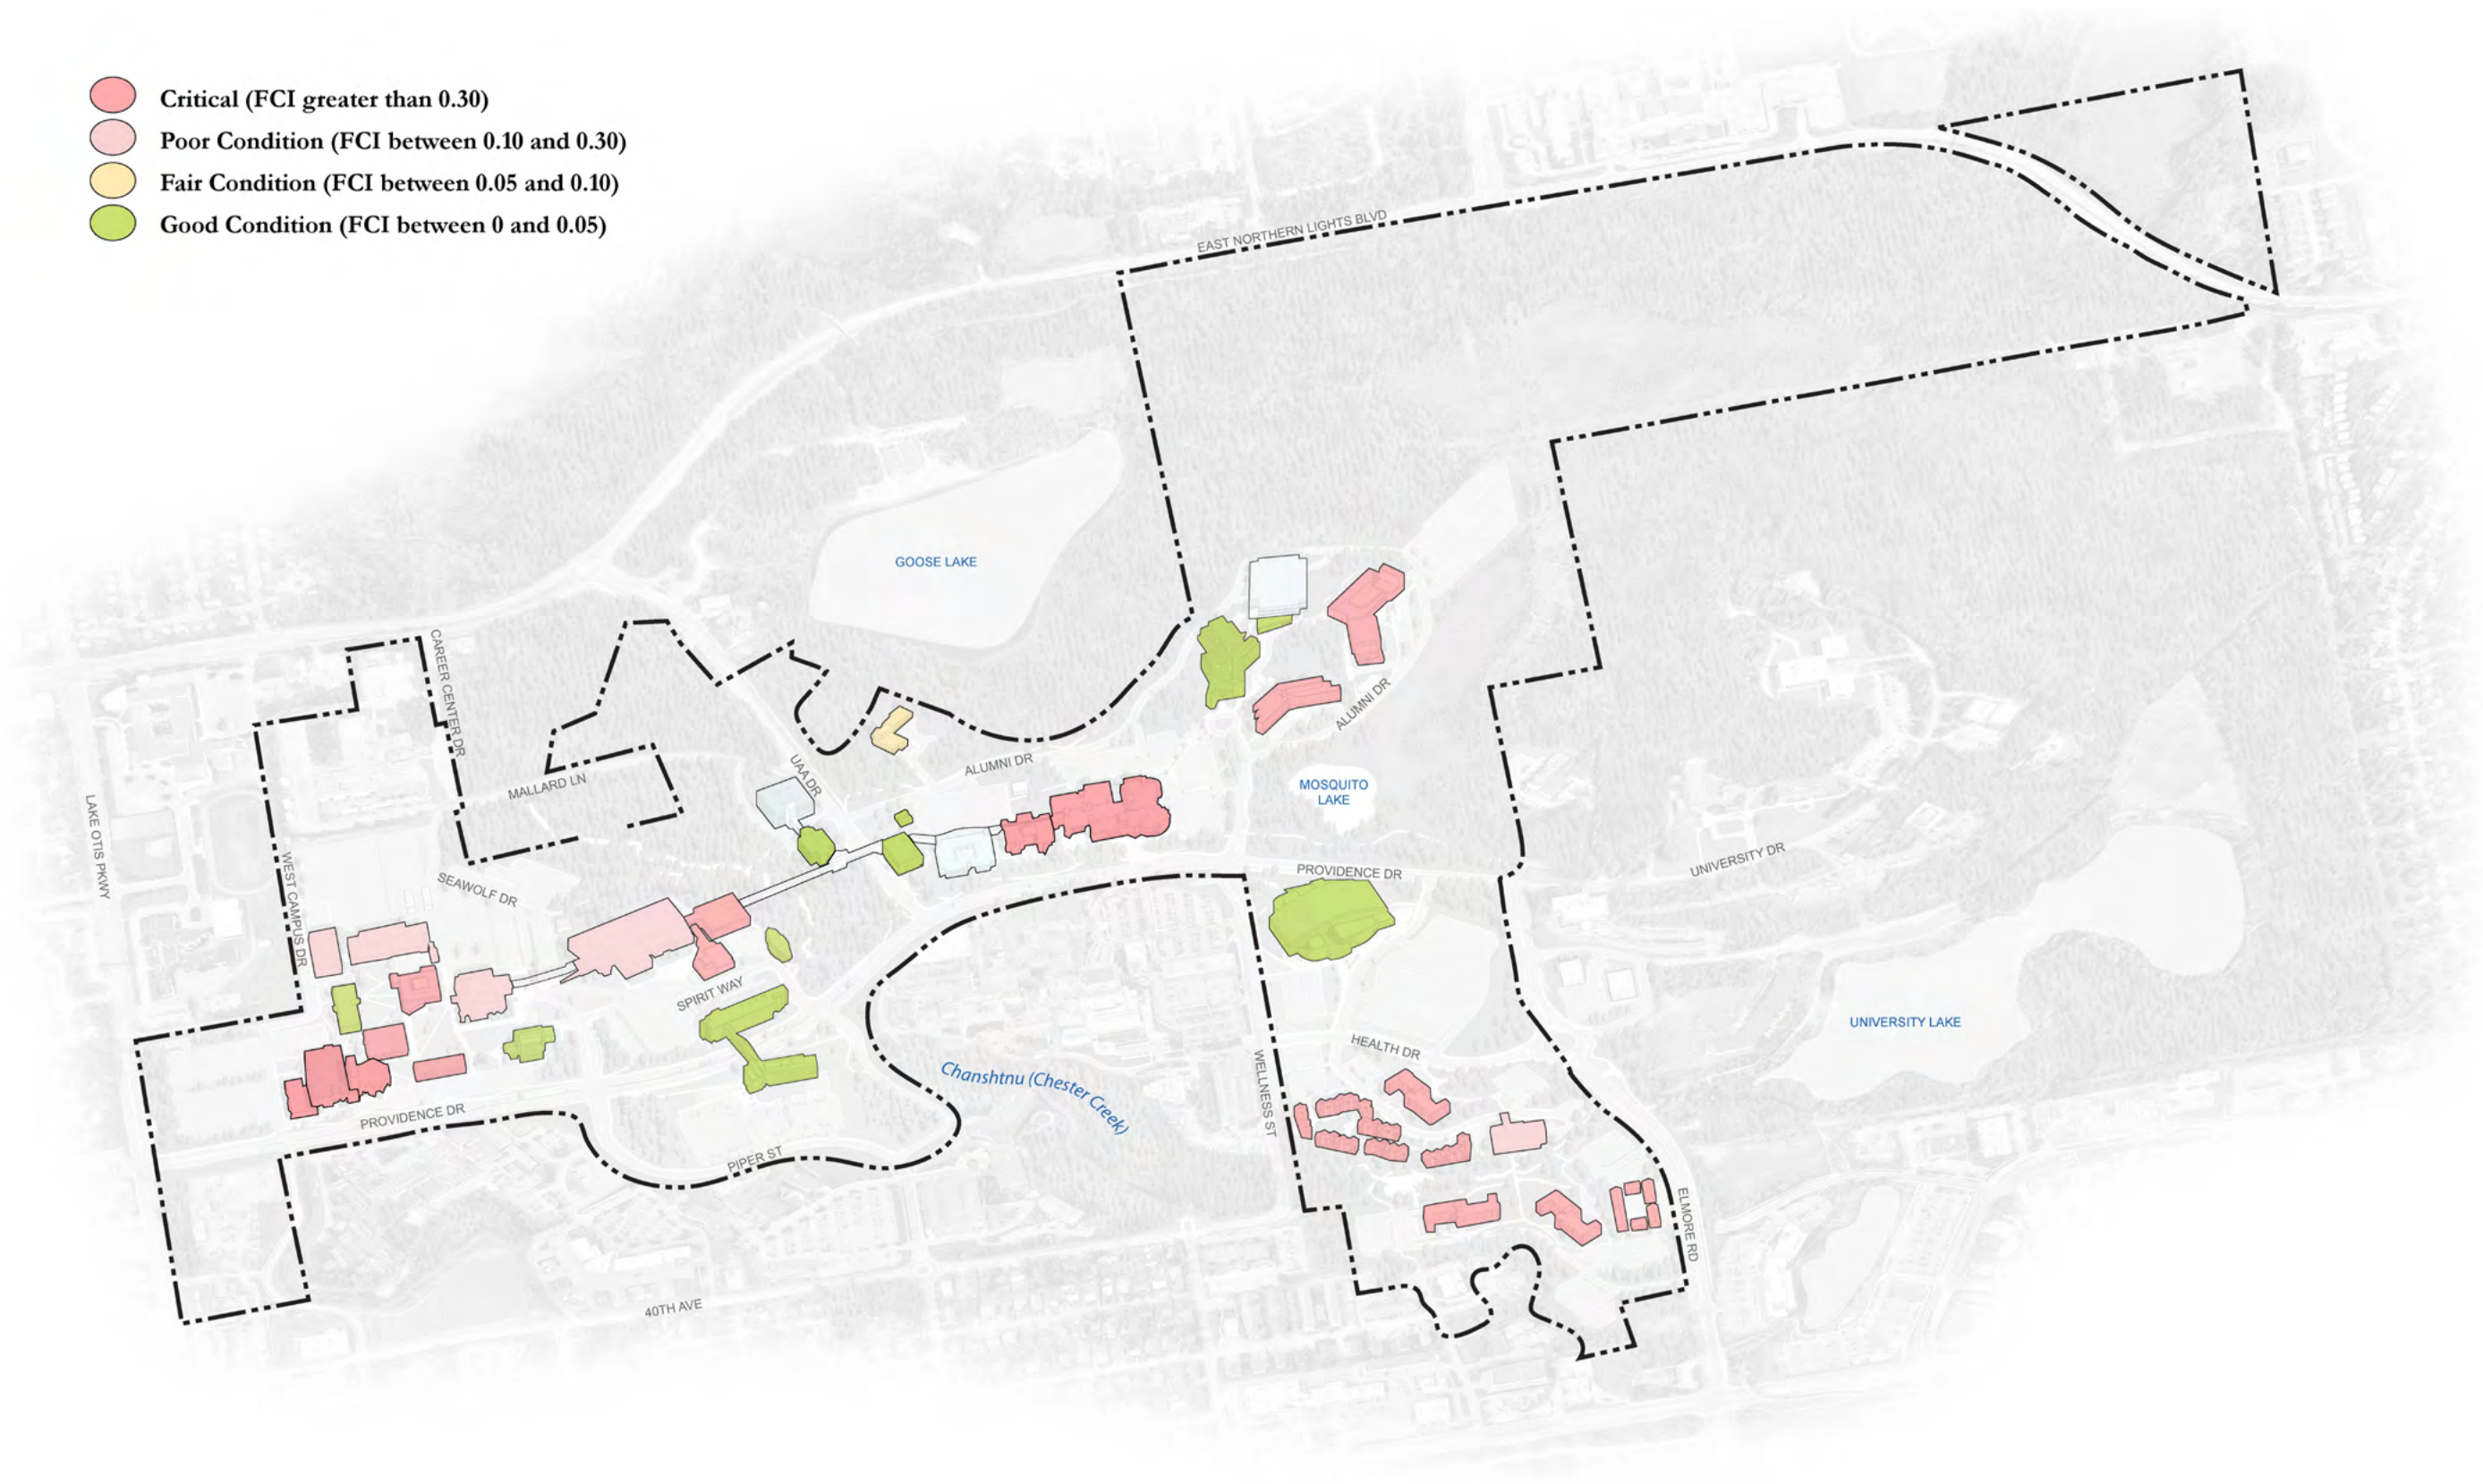 Critical (FCI greater than 0.30)
Poor Condition (FCI between 0.10 and 0.30)
Fair Condition (FCI between 0.05 and 0.10)
Good Condition (FCI between 0 and 0.05)
EAST NORTHERN LIGHTS BLVD
GOOSE LAKE
CAREER CENTER DR
ALUMNI DR
UAA DR
ALUMNI DR
MALLARD LN
MOSQUITO
LAKE
LAKE OTIS PKWY
WEST CAMPUS DR
SEAWOLF DR
PROVIDENCE DR
UNIVERSITY DR
SPIRIT WAY
UNIVERSITY LAKE
HEALTH DR
Chanshtnu (Chester Creek)
WELLNESS ST
PROVIDENCE DR
PIPER ST
ELMORE RD
40TH AVE